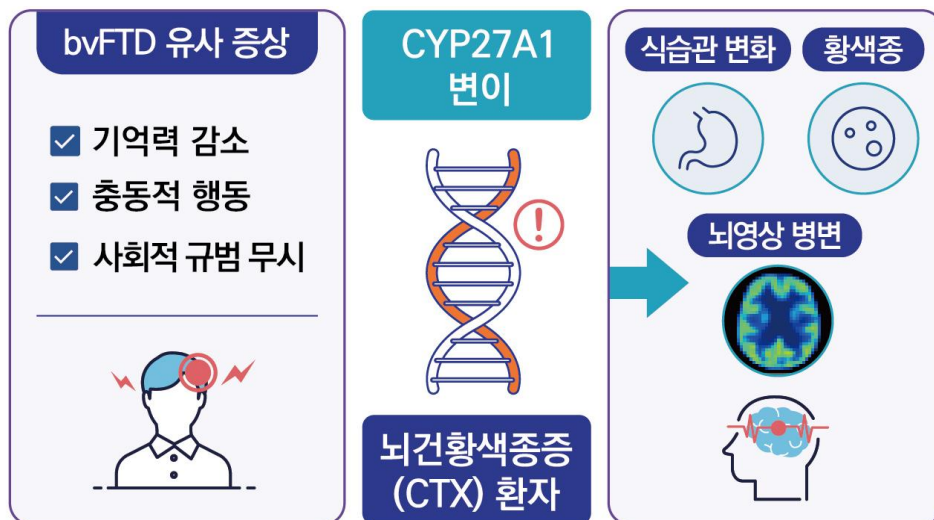 bvFTD 유사 증상
기억력 감소
충동적 행동
사회적 규범 무시
CYP27A1
변이
뇌건황색종증
(CTX) 환자
식습관 변화
황색종
뇌영상 병변